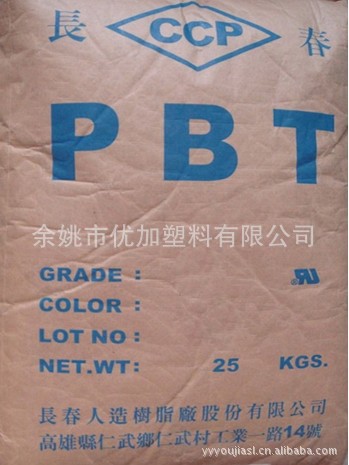 長 CCP 春
PBT
余姚市优加塑料有限公司
GRADE :
COLOR :
LOT NO :
NET.WT: 25 KGS.
長春人造樹脂廠股份有限公司
高雄縣仁武鄉仁武村工業一路14號
yyyoujiasl.cn.alibaba.com